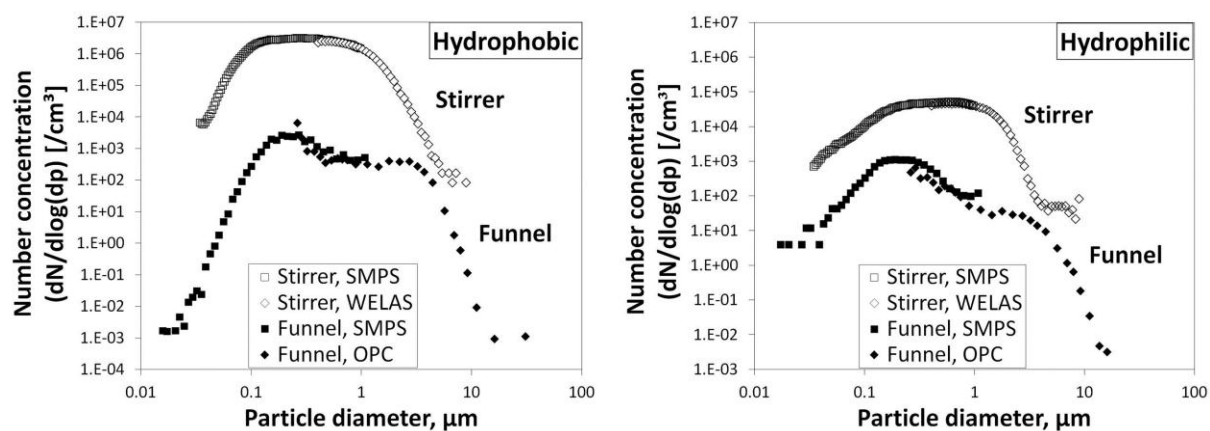 Number concentration
(dN/dlog(dp) [/cm³]
1.E+07
1.E+06
1.E+05
1.E+04
1.E+03
1.E+02
1.E+01
1.E+00
1.E-01
1.E-02
1.E-03
1.E-04
Hydrophobic
Stirrer
Funnel
Stirrer, SMPS
Stirrer, WELAS
Funnel, SMPS
Funnel, OPC
0.01 0.1 1 10 100
Particle diameter, µm
Number concentration
(dN/dlog(dp) [/cm³]
1.E+07
1.E+06
1.E+05
1.E+04
1.E+03
1.E+02
1.E+01
1.E+00
1.E-01
1.E-02
1.E-03
Hydrophilic
Stirrer
Funnel
Stirrer, SMPS
Stirrer, WELAS
Funnel, SMPS
Funnel, OPC
0.01 0.1 1 10 100
Particle diameter, µm